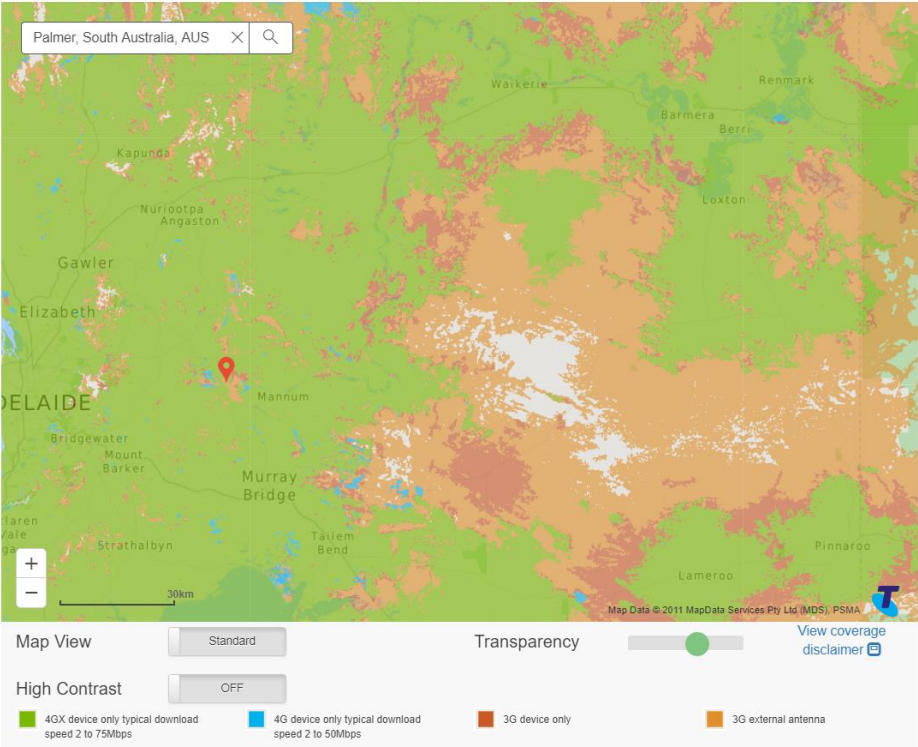 Palmer, South Australia, AUS
Waikerie
Renmark
Barmera
Berri
Kapunda
Loxton
Nuriootpa
Angaston
Gawler
Elizabeth
DELAIDE
Mannum
Bridgewater
Mount
Barker
Murray
Bridge
claren
Vale
Strathalbyn
Tailem
Bend
Pinnaroo
Lameroo
+
−
30km
Map Data © 2011 MapData Services Pty Ltd (MDS), PSMA
T
Map View
Standard
Transparency
View coverage
disclaimer
High Contrast
OFF
4GX device only typical download
speed 2 to 75Mbps
4G device only typical download
speed 2 to 50Mbps
3G device only
3G external antenna